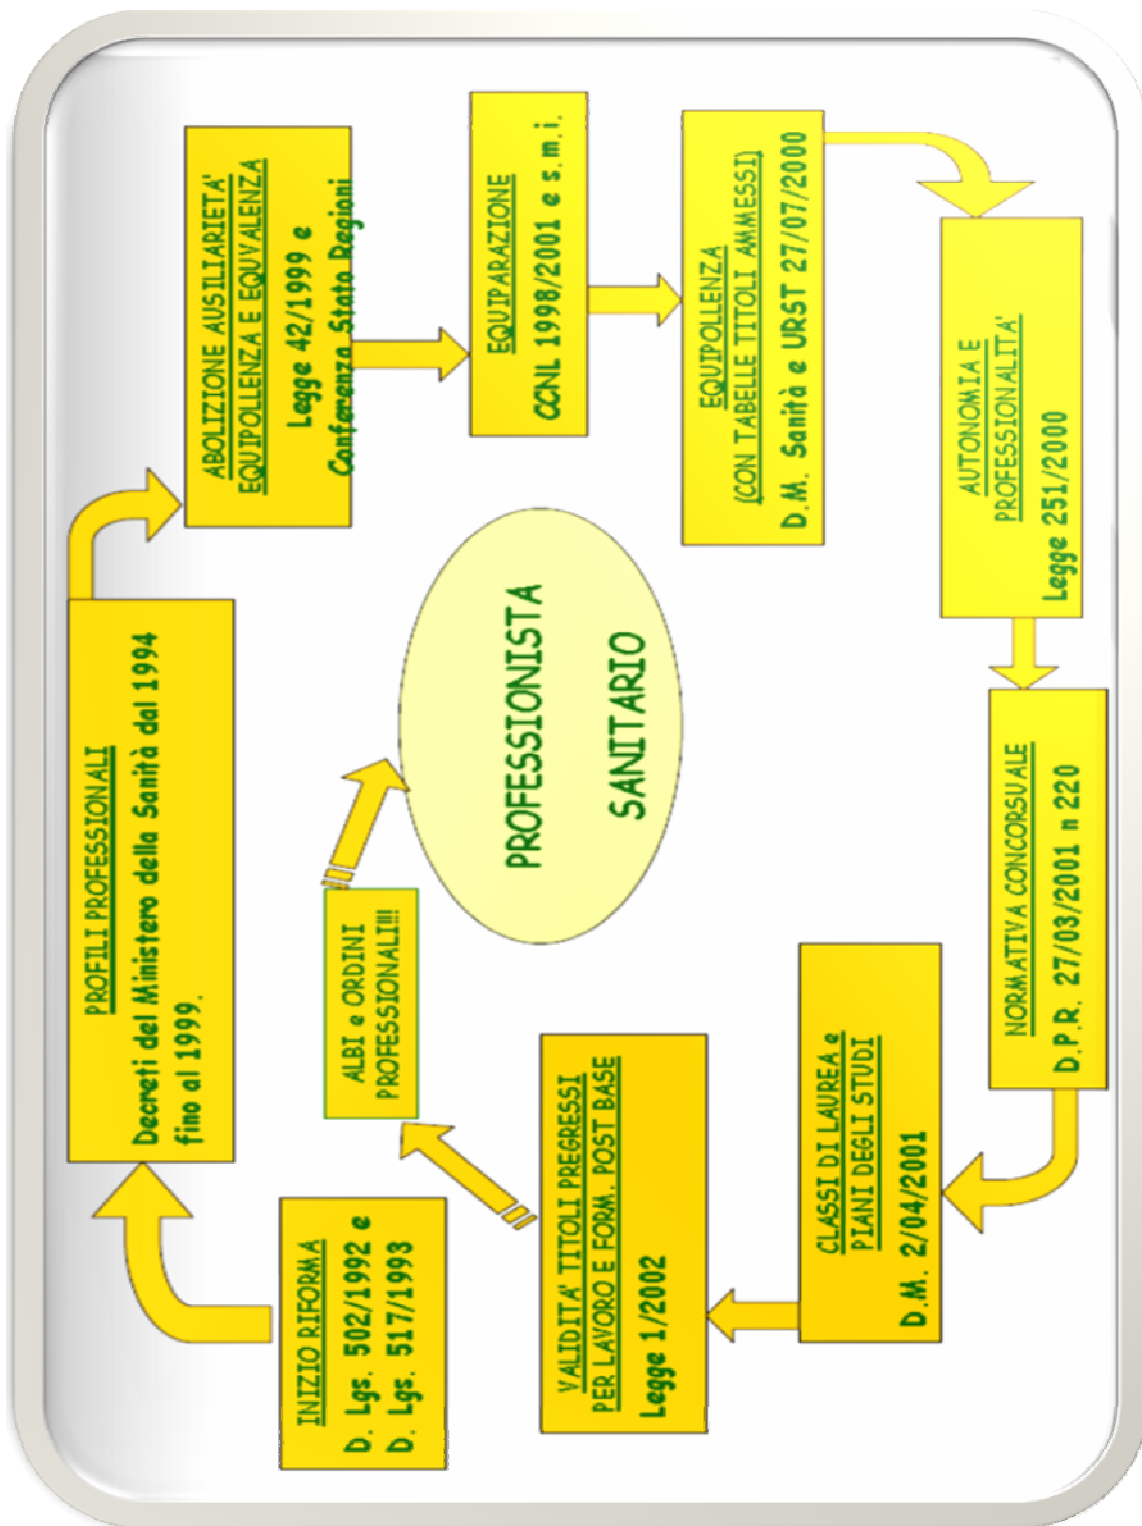 INIZIO RIFORMA
D. Lgs. 502/1992 e
D. Lgs. 517/1993
PROFILI PROFESSIONALI
Decreti del Ministero della Sanità dal 1994
fino al 1999.
ABOLIZIONE AUSILIARIETA'
EQUIPOLLENZA E EQUIVALENZA
Legge 42/1999 e
Conferenza Stato Regioni
EQUIPARAZIONE
CCNL 1998/2001 e s.m.i.
EQUIPOLLENZA
(CON TABELLE TITOLI AMMESSI)
D.M. Sanità e URST 27/07/2000
AUTONOMIA E
PROFESSIONALITA'
Legge 251/2000
NORMATIVA CONCORSUALE
D.P.R. 27/03/2001 n 220
CLASSI DI LAUREA e
PIANI DEGLI STUDI
D.M. 2/04/2001
VALIDITA' TITOLI PREGRESSI
PER LAVORO E FORM. POST BASE
Legge 1/2002
ALBI e ORDINI
PROFESSIONALI!!!
PROFESSIONISTA
SANITARIO